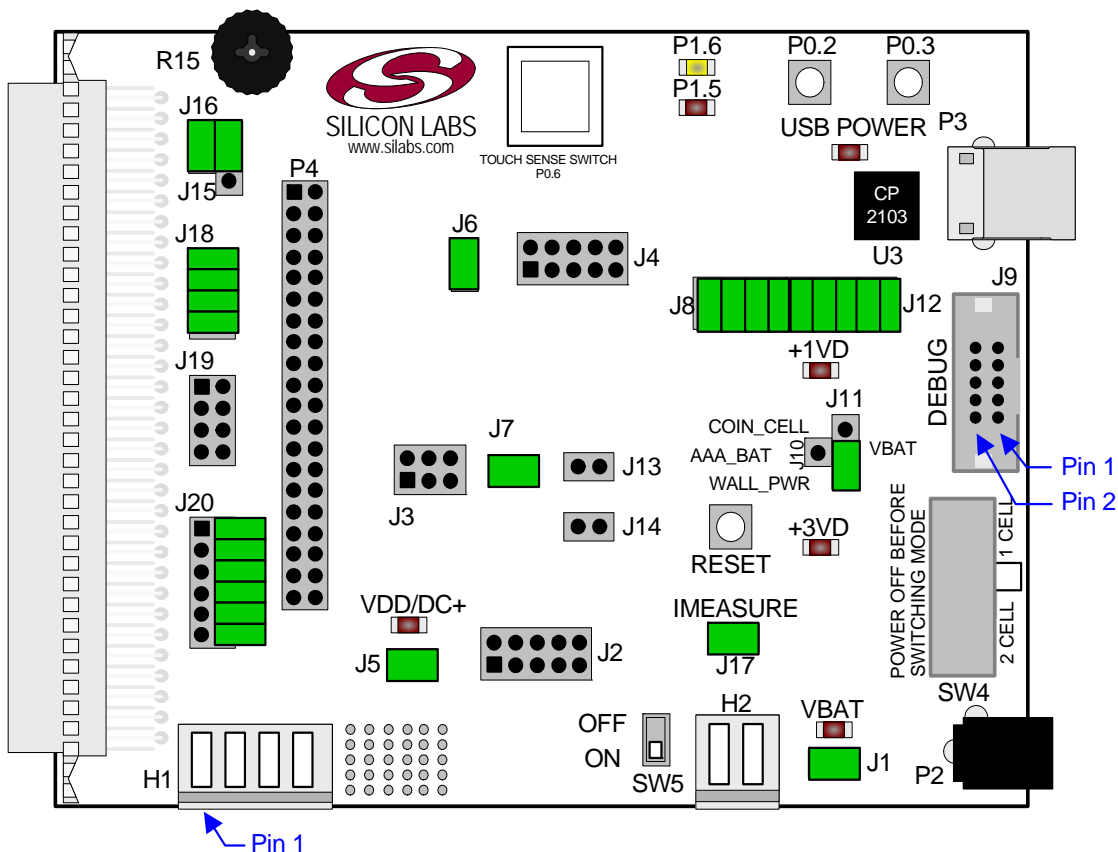 R15
P1.6
P0.2
P0.3
P1.5
USB POWER
P3
J16
SILICON LABS
www.silabs.com
TOUCH SENSE SWITCH
P0.6
P4
J15
CP
2103
U3
J18
J6
J4
J8
J12
J9
DEBUG
+1VD
J19
J11
COIN_CELL
AAA_BAT
J10
VBAT
WALL_PWR
J7
J13
J3
J14
Pin 1
Pin 2
J20
RESET
+3VD
POWER OFF BEFORE
SWITCHING MODE
2 CELL
1 CELL
VDD/DC+
IMEASURE
J5
J2
J17
SW4
H2
VBAT
OFF
ON
SW5
J1
P2
H1
Pin 1